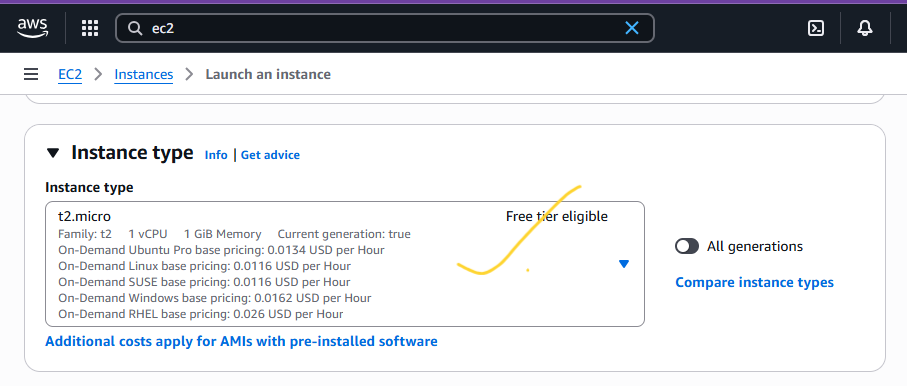 aws
ec2
EC2 > Instances > Launch an instance
Instance type Info | Get advice
Instance type
t2.micro Free tier eligible
Family: t2 1 vCPU 1 GiB Memory Current generation: true
On-Demand Ubuntu Pro base pricing: 0.0134 USD per Hour
On-Demand Linux base pricing: 0.0116 USD per Hour
On-Demand SUSE base pricing: 0.0116 USD per Hour
On-Demand Windows base pricing: 0.0162 USD per Hour
On-Demand RHEL base pricing: 0.026 USD per Hour
All generations
Compare instance types
Additional costs apply for AMIs with pre-installed software